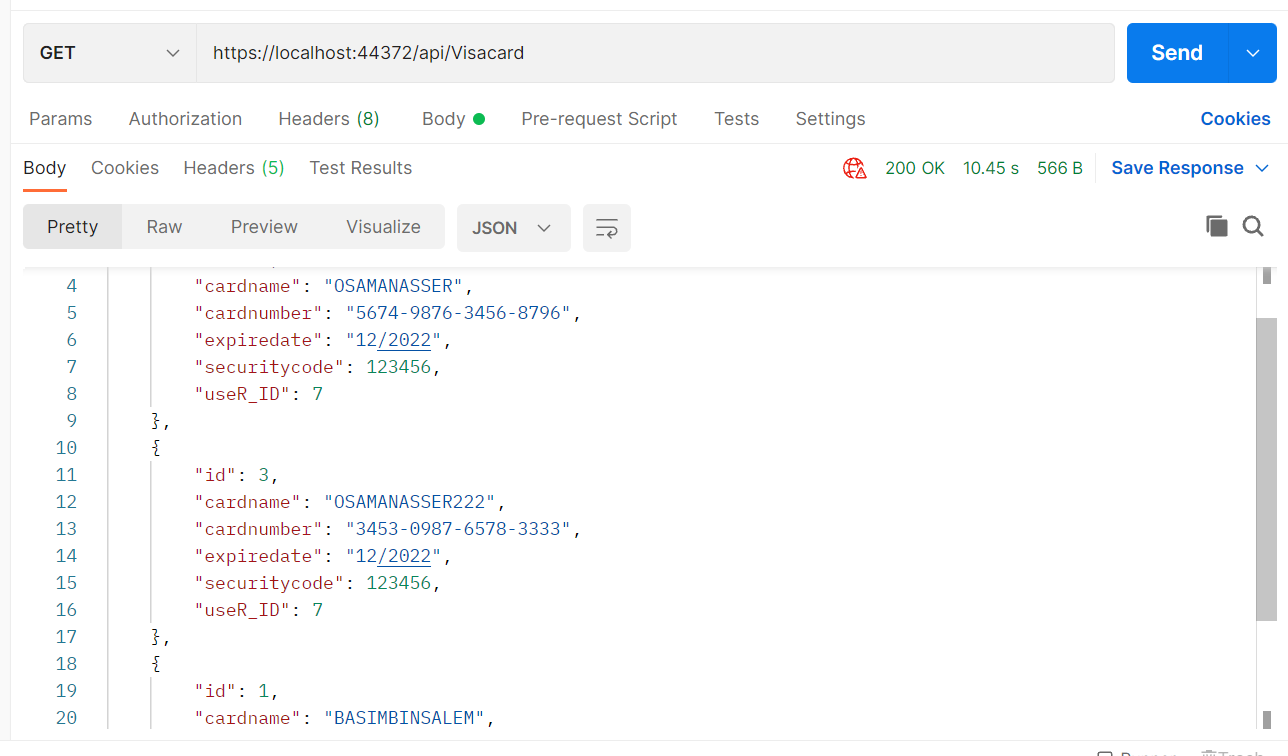 GET https://localhost:44372/api/Visacard Send
Params Authorization Headers (8) Body Pre-request Script Tests Settings Cookies
Body Cookies Headers (5) Test Results 200 OK 10.45 s 566 B Save Response
Pretty Raw Preview Visualize JSON
4 "cardname": "OSAMANASSER",
5 "cardnumber": "5674-9876-3456-8796",
6 "expiredate": "12/2022",
7 "securitycode": 123456,
8 "useR_ID": 7
9 },
10 {
11 "id": 3,
12 "cardname": "OSAMANASSER222",
13 "cardnumber": "3453-0987-6578-3333",
14 "expiredate": "12/2022",
15 "securitycode": 123456,
16 "useR_ID": 7
17 },
18 {
19 "id": 1,
20 "cardname": "BASIMBINSALEM",